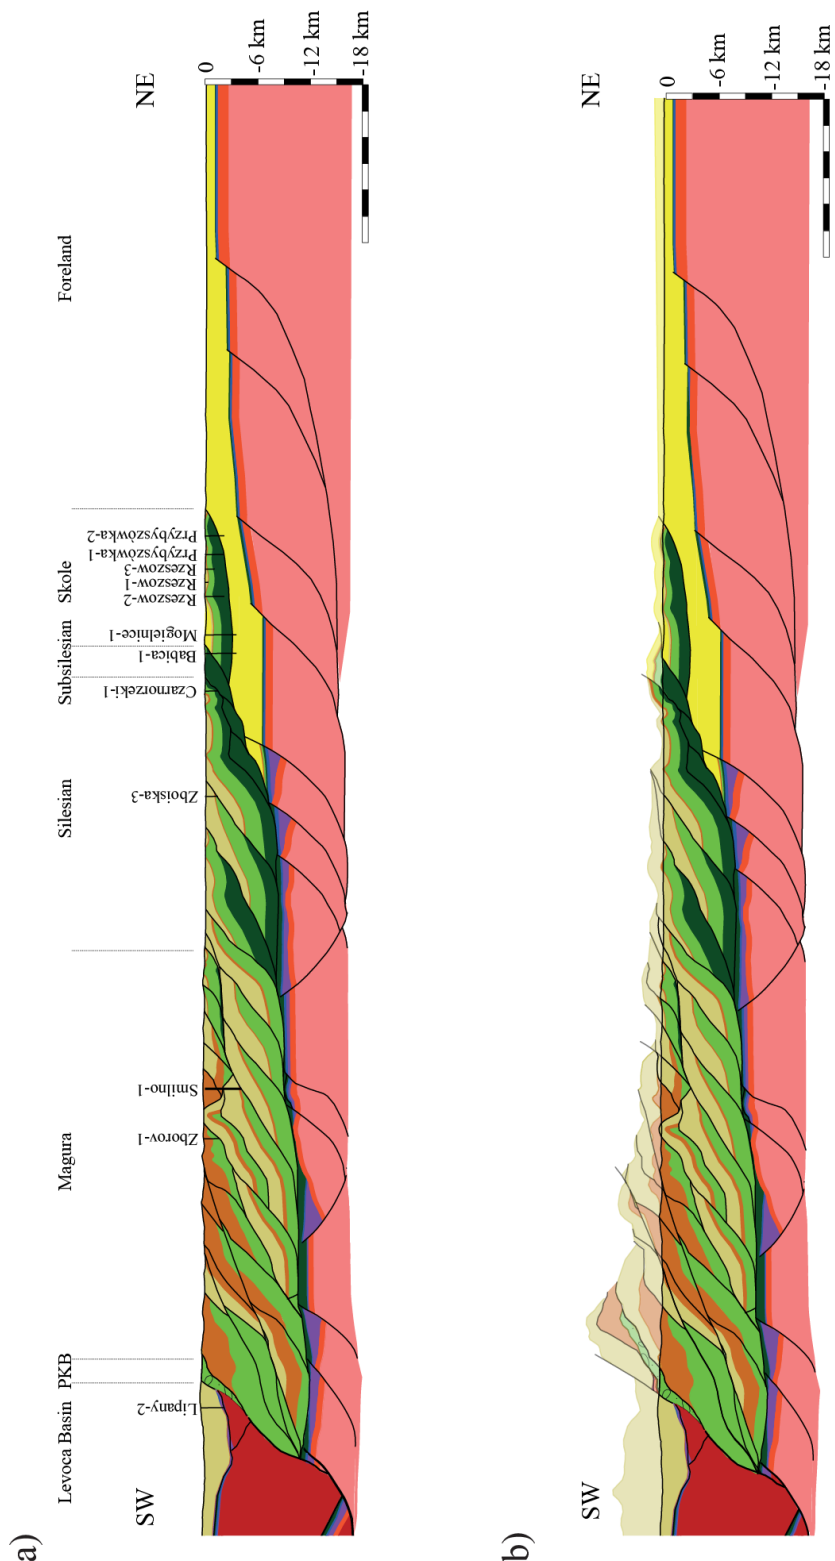 a)
SW
NE
Levoca Basin
PKB
Magura
Silesian
Subsilesian
Skole
Foreland
Lipany-2
Zborov-1
Smilno-1
Zboiska-3
Czarnorzeki-1
Babica-1
Mogielnice-1
Rzeszow-2
Rzeszow-1
Rzeszow-3
Przybyszówka-1
Przybyszówka-2
0
-6 km
-12 km
-18 km
b)
SW
NE
0
-6 km
-12 km
-18 km